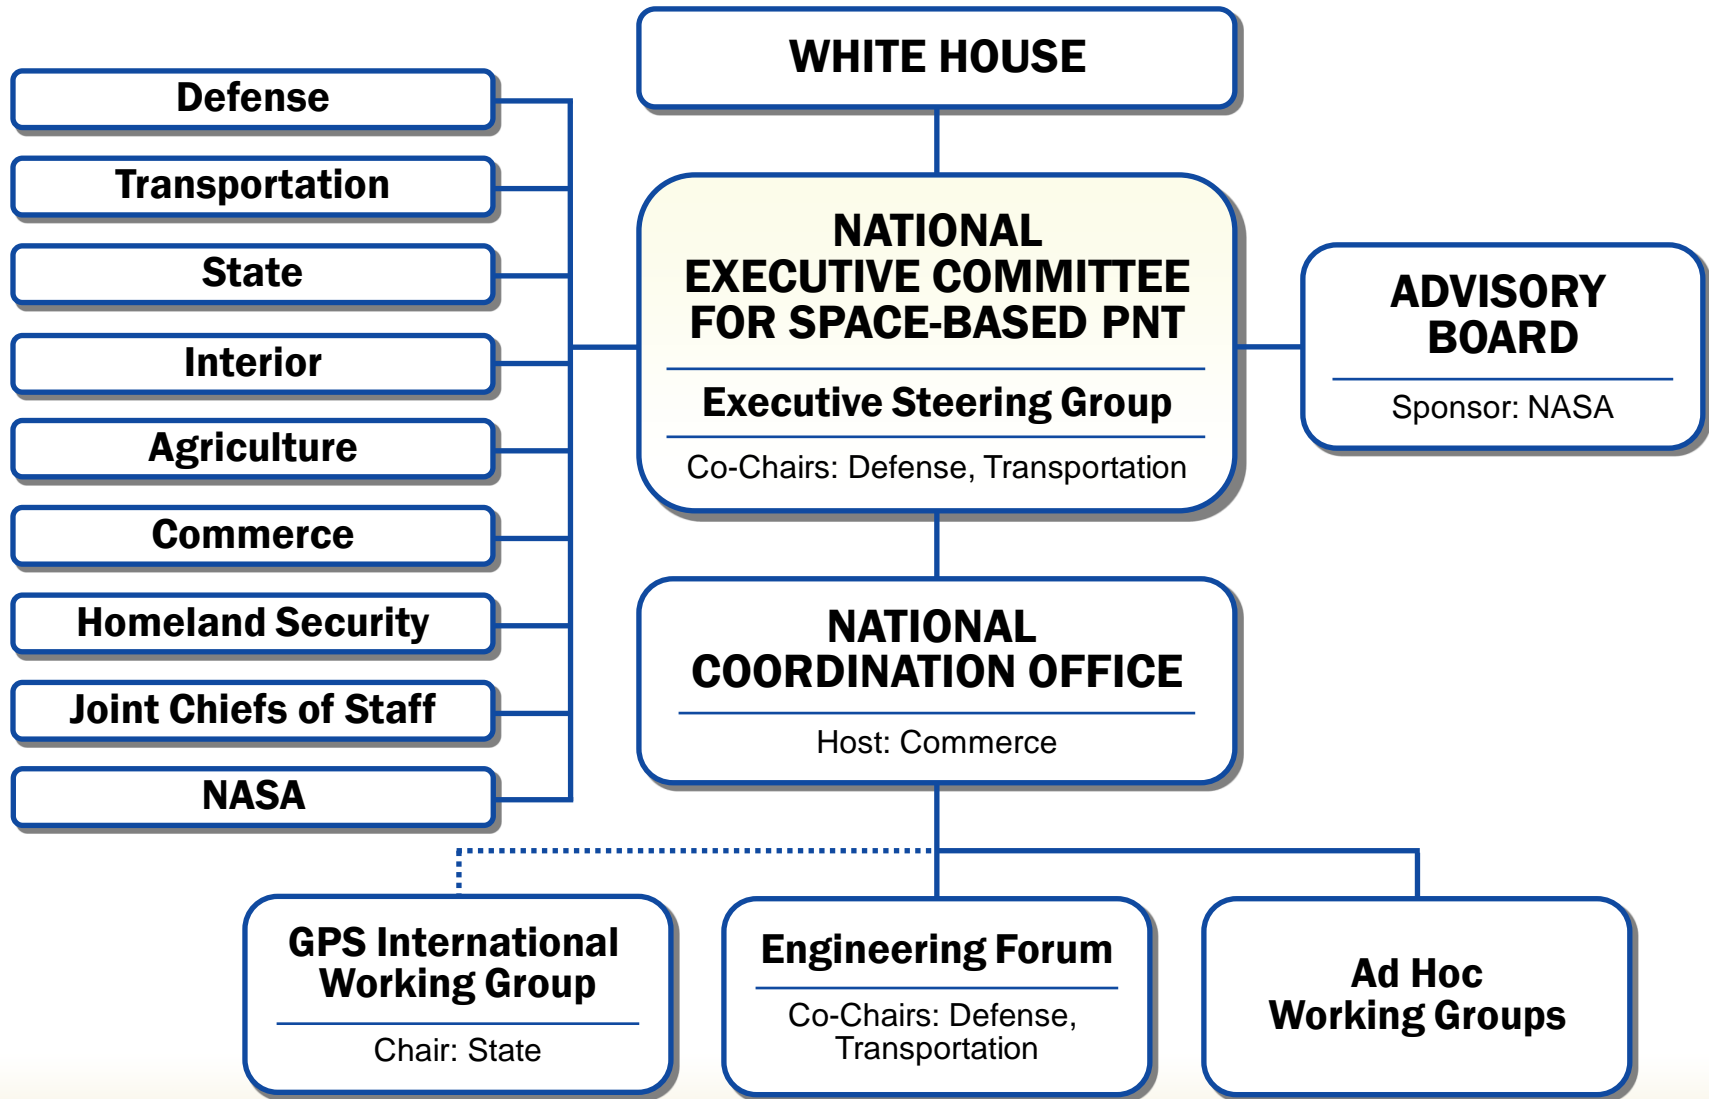 WHITE HOUSE
Defense
Transportation
State
Interior
Agriculture
Commerce
Homeland Security
Joint Chiefs of Staff
NASA
NATIONAL
EXECUTIVE COMMITTEE
FOR SPACE-BASED PNT
Executive Steering Group
Co-Chairs: Defense, Transportation
ADVISORY
BOARD
Sponsor: NASA
NATIONAL
COORDINATION OFFICE
Host: Commerce
GPS International
Working Group
Chair: State
Engineering Forum
Co-Chairs: Defense,
Transportation
Ad Hoc
Working Groups